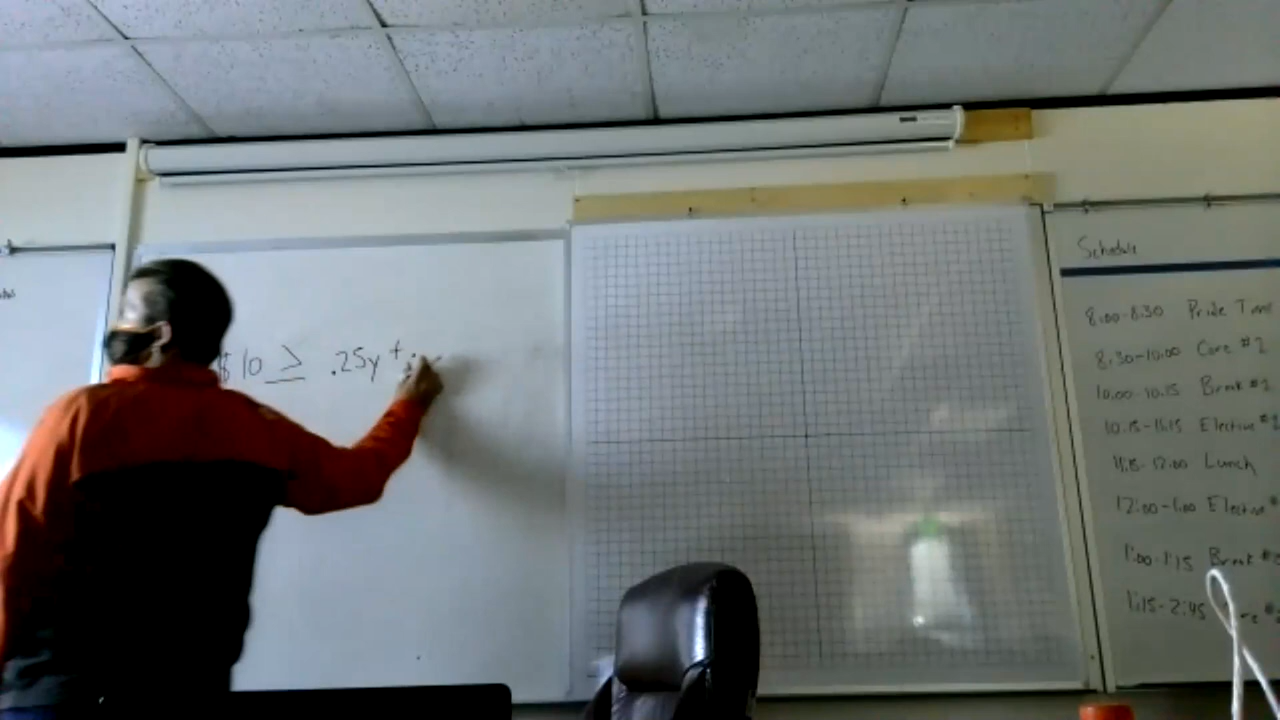 $10 ≥ .25y +
Schedule
8:00-8:30 Pride Time
8:30-10:00 Core #2
10:00-10:15 Break #1
10:15-11:15 Elective #
11:15-12:00 Lunch
12:00-1:00 Elective #
1:00-1:15 Break #2
1:15-2:45